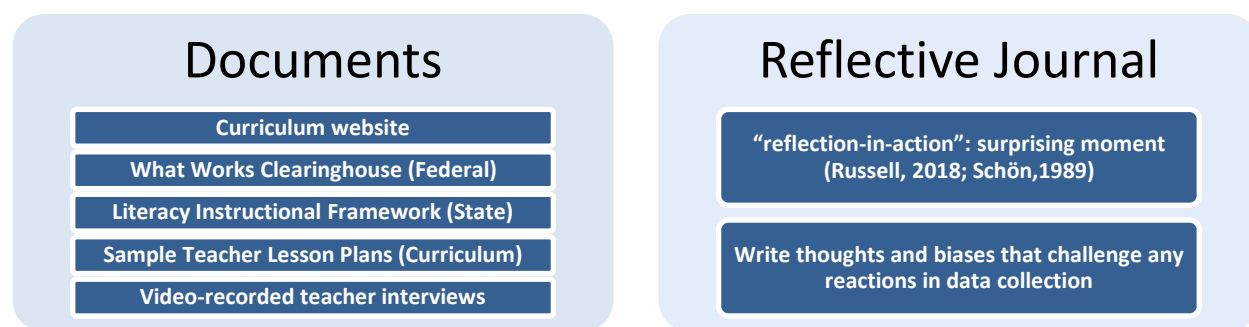 Documents
Curriculum website
What Works Clearinghouse (Federal)
Literacy Instructional Framework (State)
Sample Teacher Lesson Plans (Curriculum)
Video-recorded teacher interviews
Reflective Journal
“reflection-in-action”: surprising moment
(Russell, 2018; Schön,1989)
Write thoughts and biases that challenge any
reactions in data collection